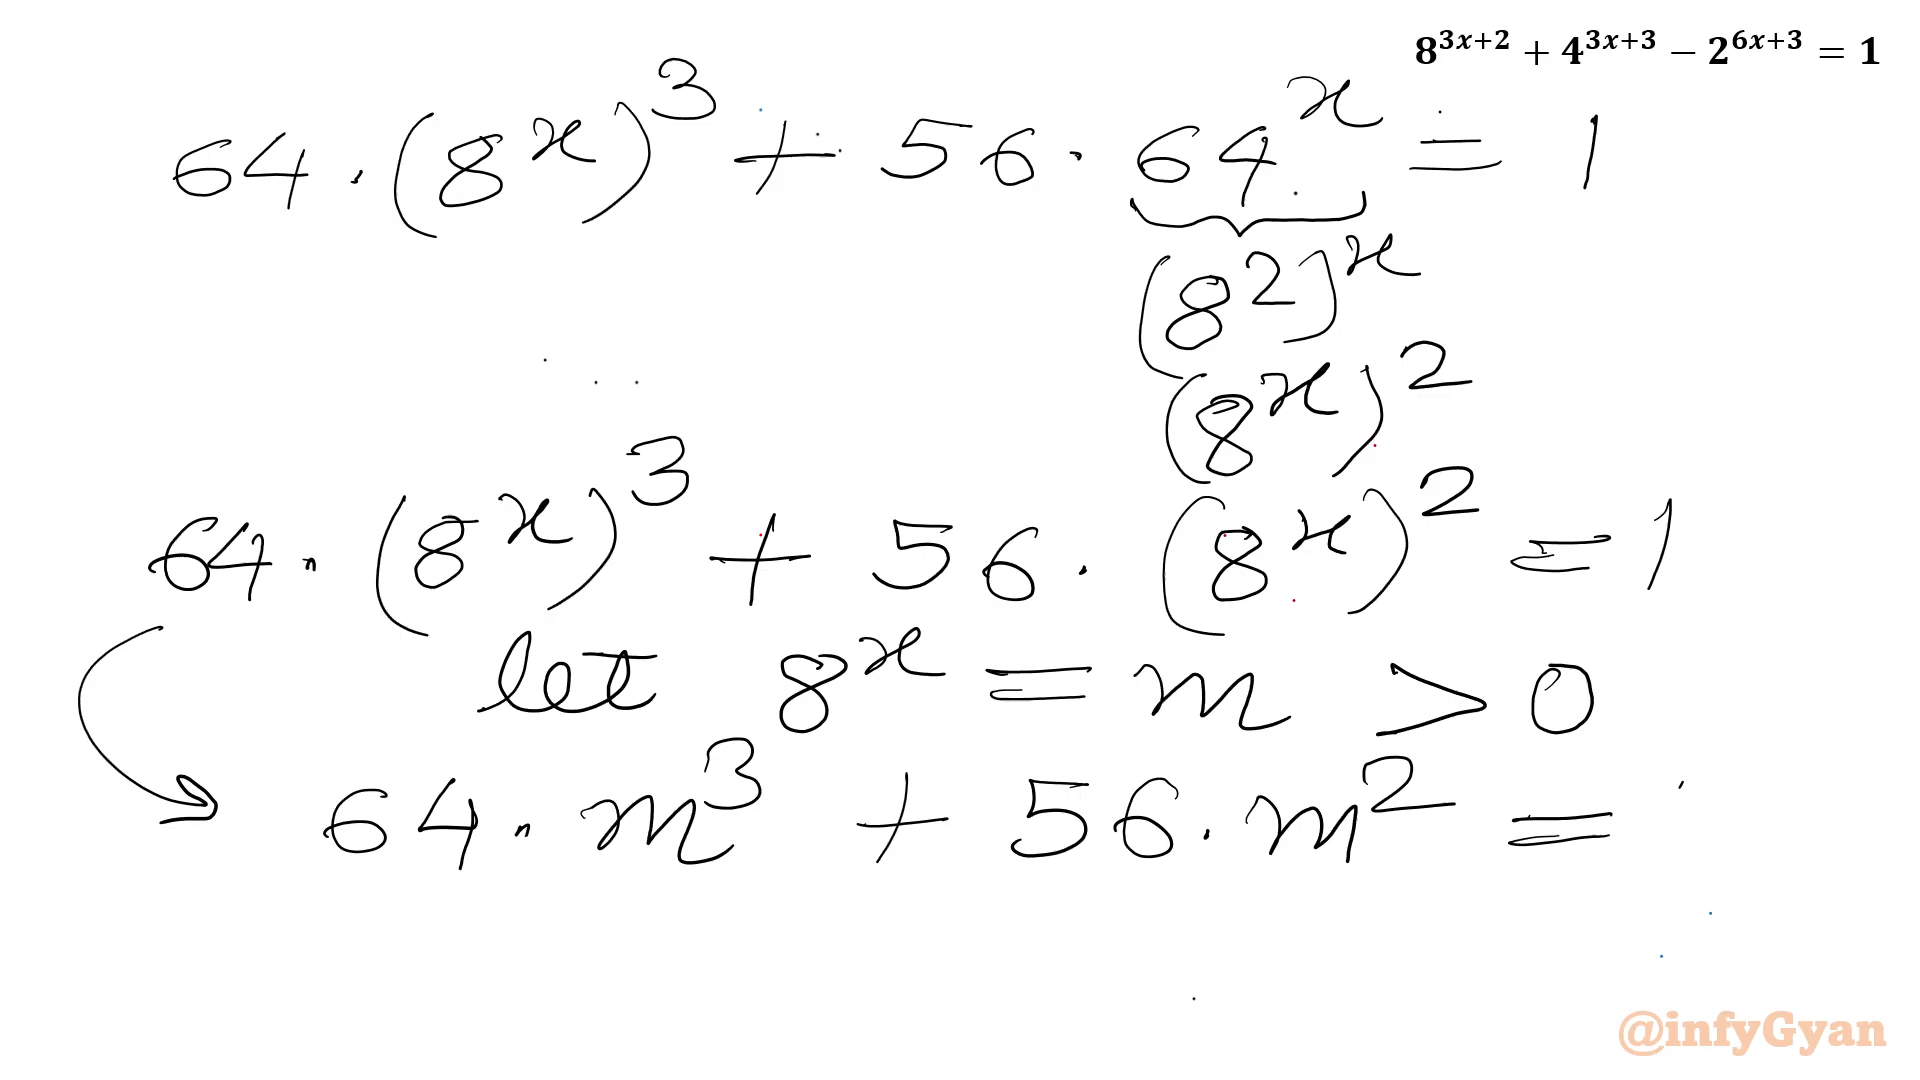 8^{3x+2} + 4^{3x+3} − 2^{6x+3} = 1
64 · (8^x)^3 + 56 · 64^x = 1
(8^2)^x
(8^x)^2
64 · (8^x)^3 + 56 · (8^x)^2 = 1
let 8^x = m > 0
64 · m^3 + 56 · m^2 =
@infyGyan